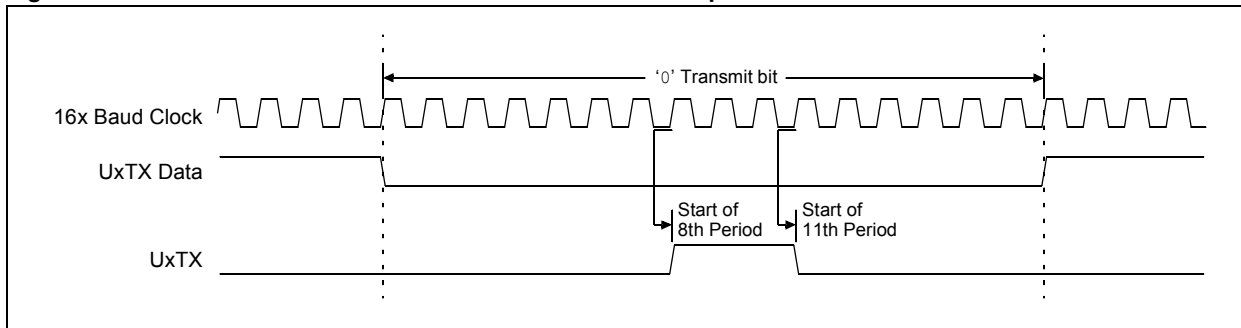 ‘0’ Transmit bit
16x Baud Clock
UxTX Data
Start of
8th Period
Start of
11th Period
UxTX